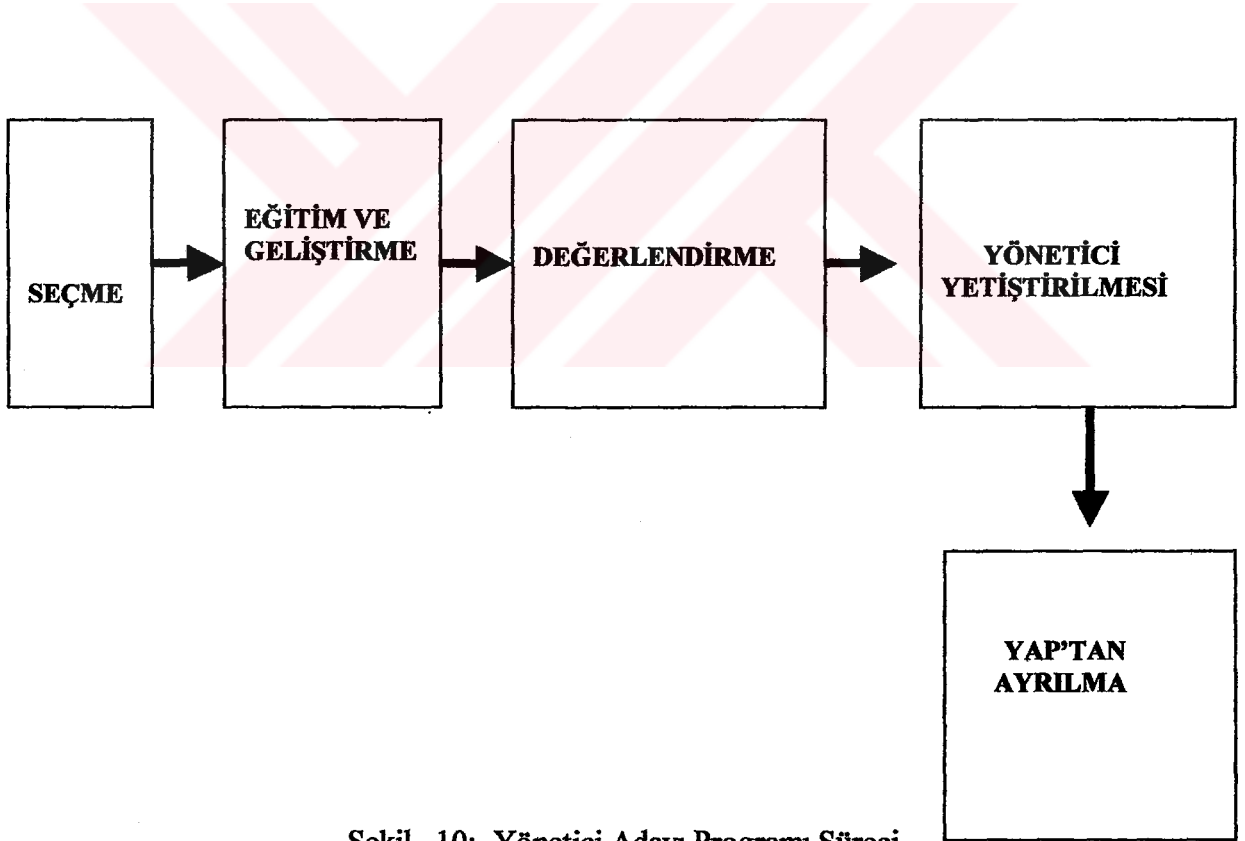 SEÇME
EĞİTİM VE
GELİŞTİRME
DEĞERLENDİRME
YÖNETİCİ
YETİŞTİRİLMESİ
YAP'TAN
AYRILMA
Şekil 10: Yönetici Adayı Programı Süreci